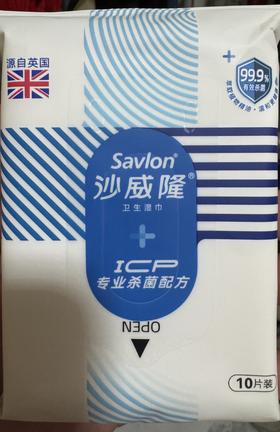 源自英国
99.9%
有效杀菌
Savlon®
沙威隆®
卫生湿巾
ICP
专业杀菌配方
OPEN
10片装